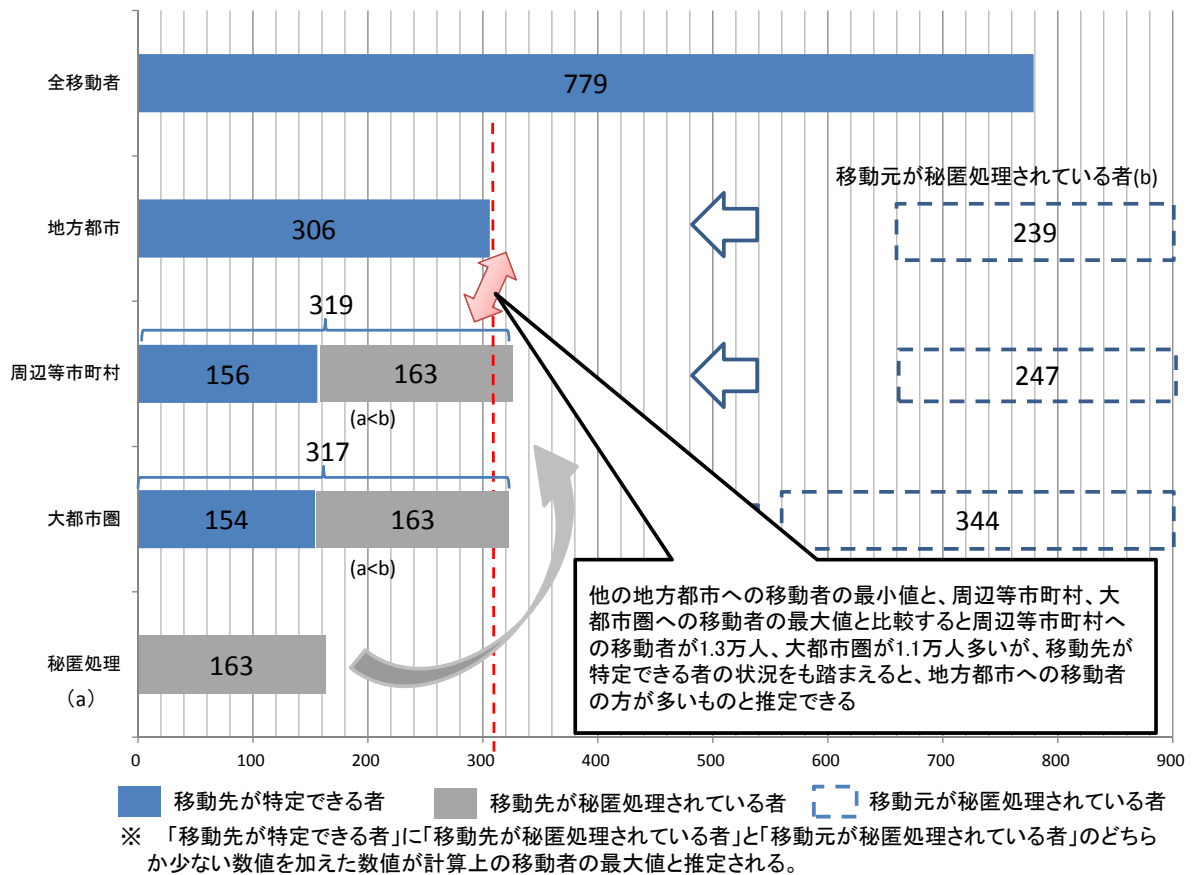 全移動者
779
移動元が秘匿処理されている者(b)
地方都市
306
239
319
周辺等市町村
156
163
247
(a<b)
317
大都市圏
154
163
344
(a<b)
他の地方都市への移動者の最小値と、周辺等市町村、大
都市圏への移動者の最大値と比較すると周辺等市町村へ
の移動者が1.3万人、大都市圏が1.1万人多いが、移動先が
特定できる者の状況をも踏まえると、地方都市への移動者
の方が多いものと推定できる
秘匿処理
(a)
163
0 100 200 300 400 500 600 700 800 900
移動先が特定できる者 移動先が秘匿処理されている者 移動元が秘匿処理されている者
※ 「移動先が特定できる者」に「移動先が秘匿処理されている者」と「移動元が秘匿処理されている者」のどちら
か少ない数値を加えた数値が計算上の移動者の最大値と推定される。